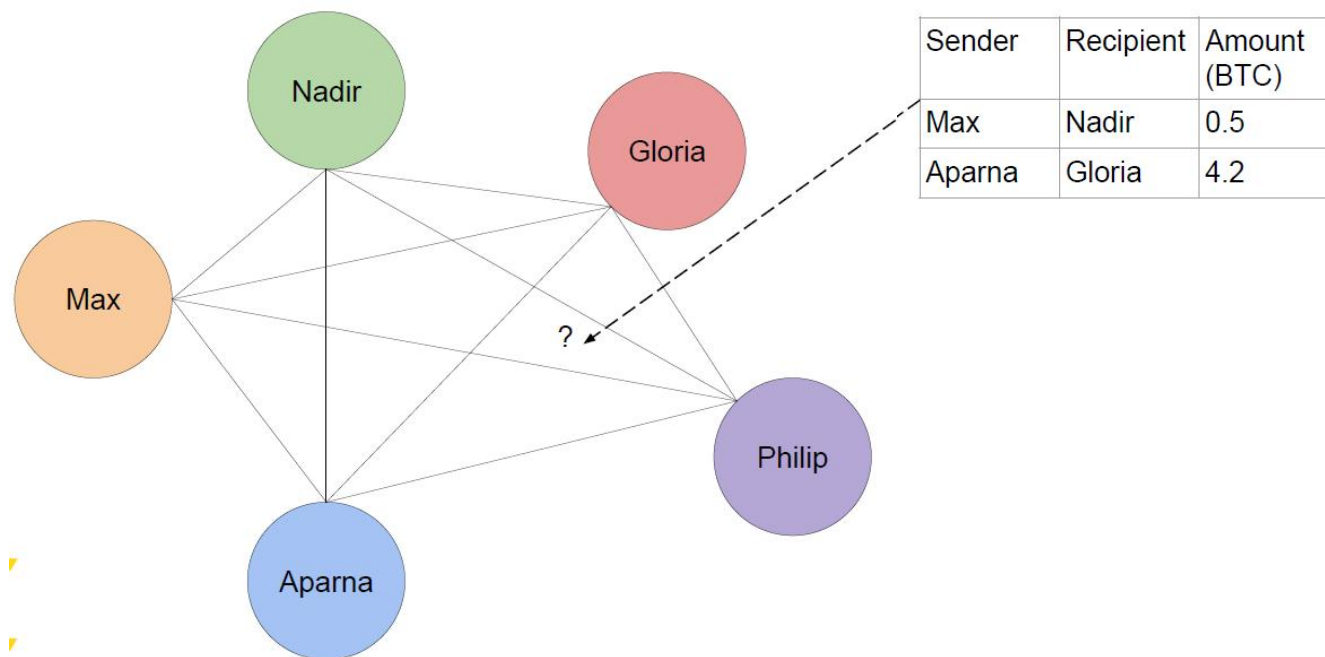 Nadir
Gloria
Max
?
Philip
Aparna
Sender Recipient Amount
(BTC)
Max Nadir 0.5
Aparna Gloria 4.2